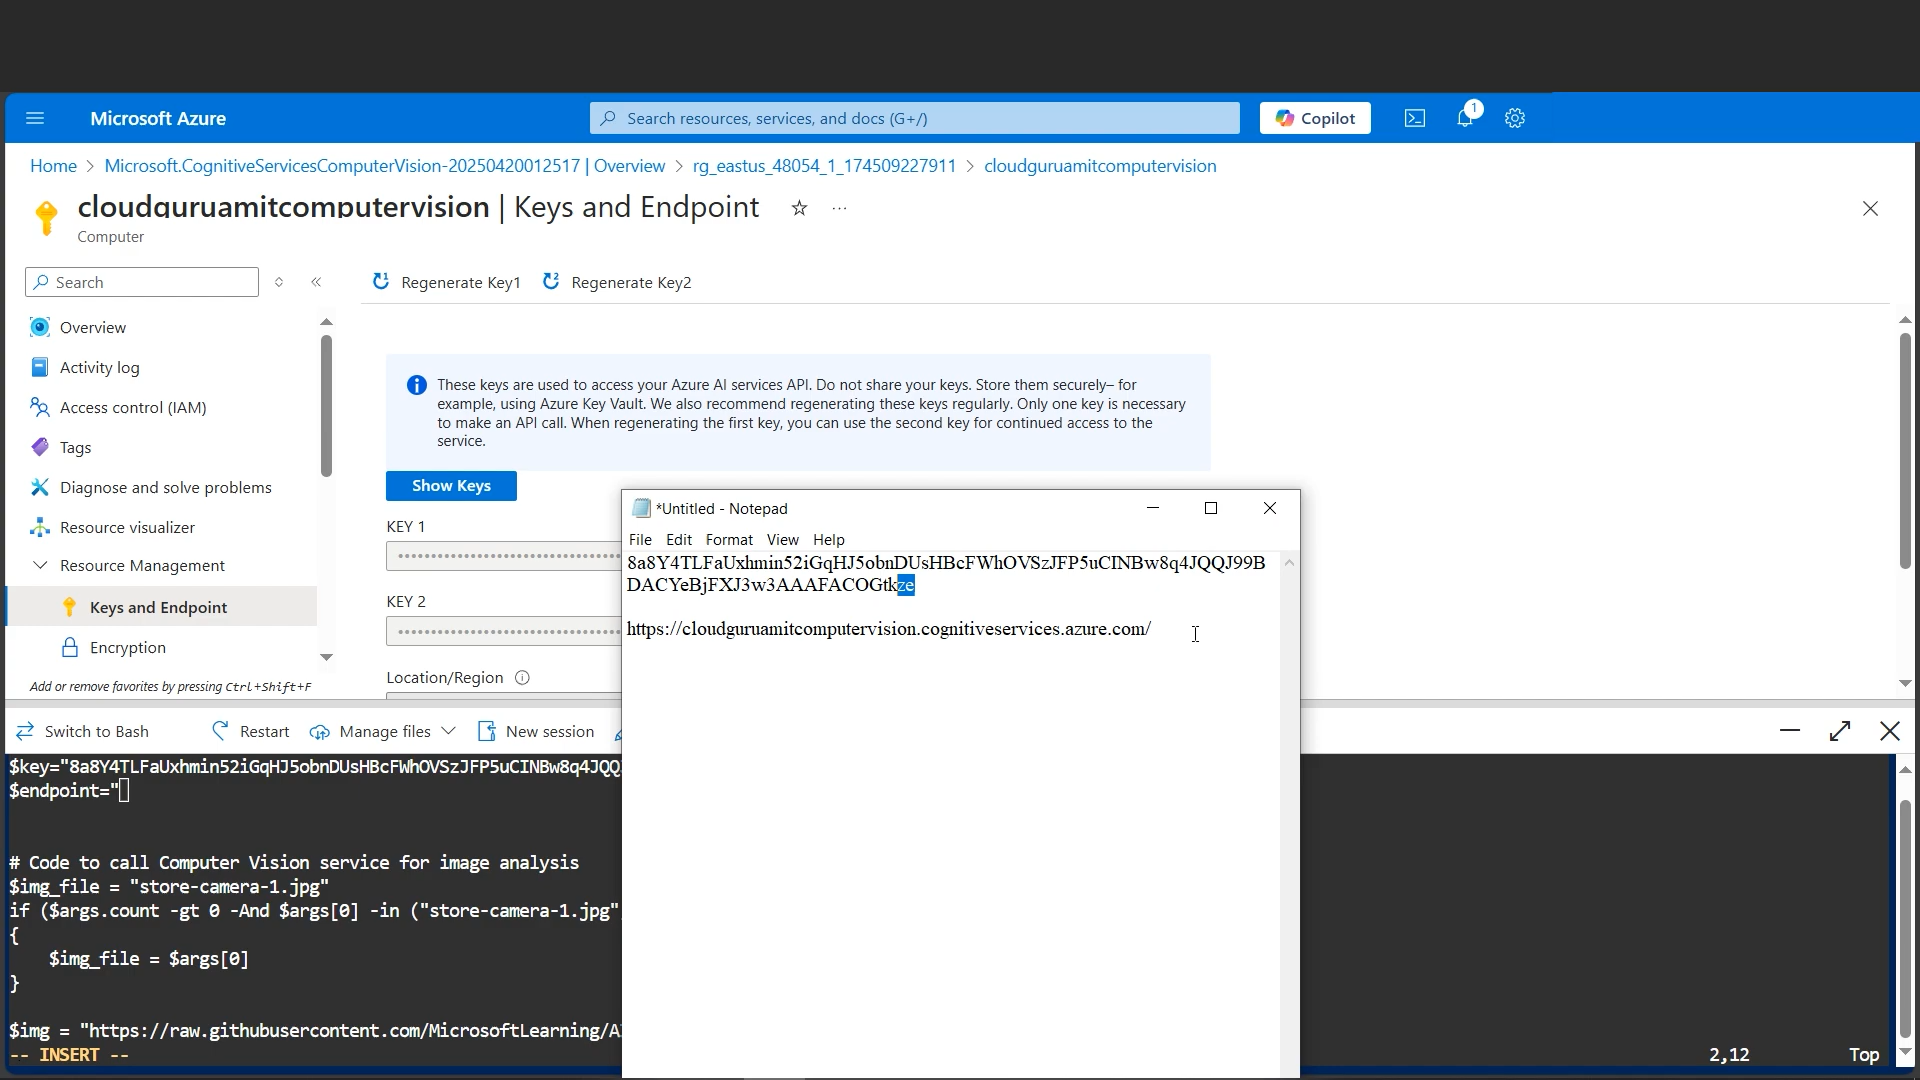 Microsoft Azure
Search resources, services, and docs (G+/)
Copilot
1
Home > Microsoft.CognitiveServicesComputerVision-20250420012517 | Overview > rg_eastus_48054_1_174509227911 > cloudguruamitcomputervision
cloudguruamitcomputervision | Keys and Endpoint
Computer
Search
Regenerate Key1
Regenerate Key2
Overview
Activity log
Access control (IAM)
Tags
Diagnose and solve problems
Resource visualizer
Resource Management
Keys and Endpoint
Encryption
Add or remove favorites by pressing Ctrl+Shift+F
These keys are used to access your Azure AI services API. Do not share your keys. Store them securely– for
example, using Azure Key Vault. We also recommend regenerating these keys regularly. Only one key is necessary
to make an API call. When regenerating the first key, you can use the second key for continued access to the
service.
Show Keys
KEY 1
KEY 2
Location/Region
*Untitled - Notepad
File Edit Format View Help
8a8Y4TLFaUxhmin52iGqHJ5obnDUsHBcFWhOVSzJFP5uCINBw8q4JQQJ99B
DACYeBjFXJ3w3AAAFACOGtkze
https://cloudguruamitcomputervision.cognitiveservices.azure.com/
Switch to Bash
Restart
Manage files
New session
$key="8a8Y4TLFaUxhmin52iGqHJ5obnDUsHBcFWhOVSzJFP5uCINBw8q4JQQ
$endpoint="
# Code to call Computer Vision service for image analysis
$img_file = "store-camera-1.jpg"
if ($args.count -gt 0 -And $args[0] -in ("store-camera-1.jpg"
{
$img_file = $args[0]
}
$img = "https://raw.githubusercontent.com/MicrosoftLearning/A
-- INSERT --
2,12
Top